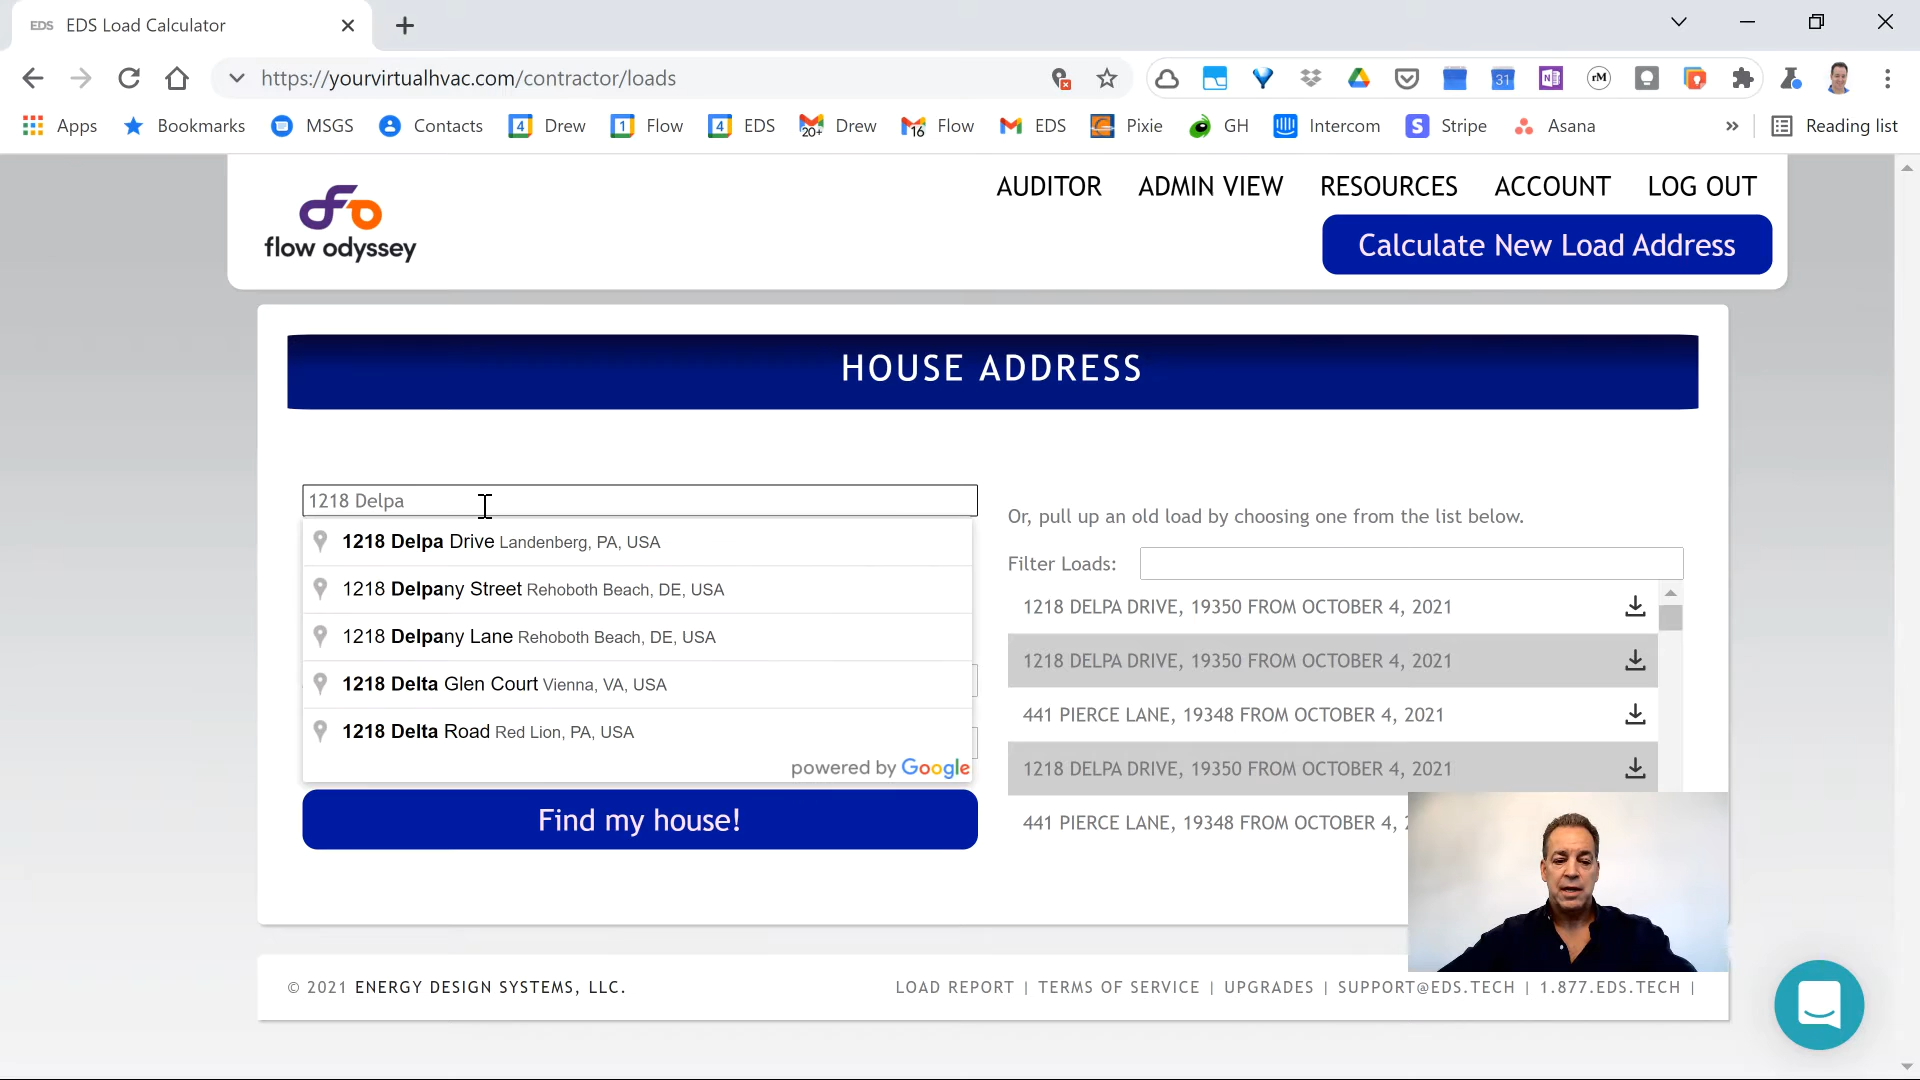 EDS EDS Load Calculator
https://yourvirtualhvac.com/contractor/loads
31 N rM
Apps Bookmarks MSGS Contacts 4 Drew 1 Flow 4 EDS 20+ Drew 16 Flow EDS Pixie GH Intercom S Stripe Asana » Reading list
flow odyssey
AUDITOR ADMIN VIEW RESOURCES ACCOUNT LOG OUT
Calculate New Load Address
HOUSE ADDRESS
1218 Delpa
1218 Delpa Drive Landenberg, PA, USA
1218 Delpany Street Rehoboth Beach, DE, USA
1218 Delpany Lane Rehoboth Beach, DE, USA
1218 Delta Glen Court Vienna, VA, USA
1218 Delta Road Red Lion, PA, USA
powered by Google
Find my house!
Or, pull up an old load by choosing one from the list below.
Filter Loads:
1218 DELPA DRIVE, 19350 FROM OCTOBER 4, 2021
1218 DELPA DRIVE, 19350 FROM OCTOBER 4, 2021
441 PIERCE LANE, 19348 FROM OCTOBER 4, 2021
1218 DELPA DRIVE, 19350 FROM OCTOBER 4, 2021
441 PIERCE LANE, 19348 FROM OCTOBER 4,
© 2021 ENERGY DESIGN SYSTEMS, LLC.
LOAD REPORT | TERMS OF SERVICE | UPGRADES | SUPPORT@EDS.TECH | 1.877.EDS.TECH |